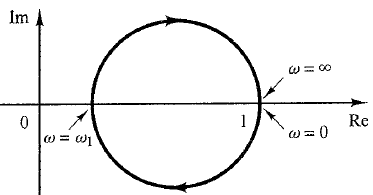 Im
ω = ∞
0
ω = ω₁
1
ω = 0
Re